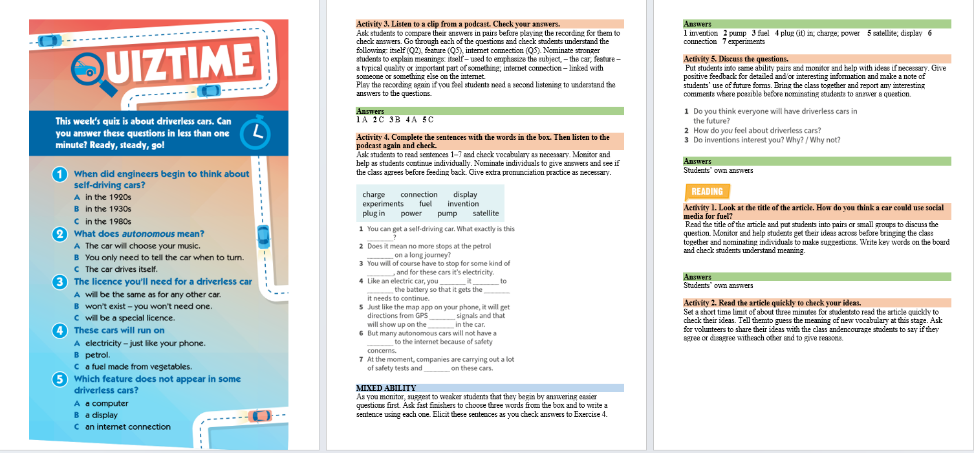 QUIZTIME
This week's quiz is about driverless cars. Can
you answer these questions in less than one
minute? Ready, steady, go!
1 When did engineers begin to think about
self-driving cars?
A in the 1920s
B in the 1930s
C in the 1980s
2 What does autonomous mean?
A The car will choose your music.
B You only need to tell the car when to turn.
C The car drives itself.
3 The licence you'll need for a driverless car
A will be the same as for any other car.
B won't exist – you won't need one.
C will be a special licence.
4 These cars will run on
A electricity – just like your phone.
B petrol.
C a fuel made from vegetables.
5 Which feature does not appear in some
driverless cars?
A a computer
B a display
C an internet connection
Activity 3. Listen to a clip from a podcast. Check your answers.
Ask students to compare their answers in pairs before playing the recording for them to
check answers. Go through each of the questions and check students understand the
following: itself (Q2), feature (Q5), internet connection (Q5). Nominate stronger
students to explain meanings: itself – used to emphasize the subject, – the car; feature –
a typical quality or important part of something; internet connection – linked with
someone or something else on the internet.
Play the recording again if you feel students need a second listening to understand the
answers to the questions.
Answers
1 A 2 C 3 B 4 A 5 C
Activity 4. Complete the sentences with the words in the box. Then listen to the
podcast again and check.
Ask students to read sentences 1–7 and check vocabulary as necessary. Monitor and
help as students continue individually. Nominate individuals to give answers and see if
the class agrees before feeding back. Give extra pronunciation practice as necessary.
charge connection display
experiments fuel invention
plug in power pump satellite
1 You can get a self-driving car. What exactly is this
_______?
2 Does it mean no more stops at the petrol
_______ on a long journey?
3 You will of course have to stop for some kind of
_______, and for these cars it's electricity.
4 Like an electric car, you _______ it _______ to
_______ the battery so that it gets the _______
it needs to continue.
5 Just like the map app on your phone, it will get
directions from GPS _______ signals and that
will show up on the _______ in the car.
6 But many autonomous cars will not have a
_______ to the internet because of safety
concerns.
7 At the moment, companies are carrying out a lot
of safety tests and _______ on these cars.
MIXED ABILITY
As you monitor, suggest to weaker students that they begin by answering easier
questions first. Ask fast finishers to choose three words from the box and to write a
sentence using each one. Elicit these sentences as you check answers to Exercise 4.
Answers
1 invention 2 pump 3 fuel 4 plug (it) in; charge; power 5 satellite; display 6
connection 7 experiments
Activity 5. Discuss the questions.
Put students into same ability pairs and monitor and help with ideas if necessary. Give
positive feedback for detailed and/or interesting information and make a note of
students' use of future forms. Bring the class together and report any interesting
comments where possible before nominating students to answer a question.
1 Do you think everyone will have driverless cars in
the future?
2 How do you feel about driverless cars?
3 Do inventions interest you? Why? / Why not?
Answers
Students' own answers
READING
Activity 1. Look at the title of the article. How do you think a car could use social
media for fuel?
Read the title of the article and put students into pairs or small groups to discuss the
question. Monitor and help students get their ideas across before bringing the class
together and nominating individuals to make suggestions. Write key words on the board
and check students understand meaning.
Answers
Students' own answers
Activity 2. Read the article quickly to check your ideas.
Set a short time limit of about three minutes for studentsto read the article quickly to
check their ideas. Tell themto guess the meaning of new vocabulary at this stage. Ask
for volunteers to share their ideas with the class andencourage students to say if they
agree or disagree witheach other and to give reasons.